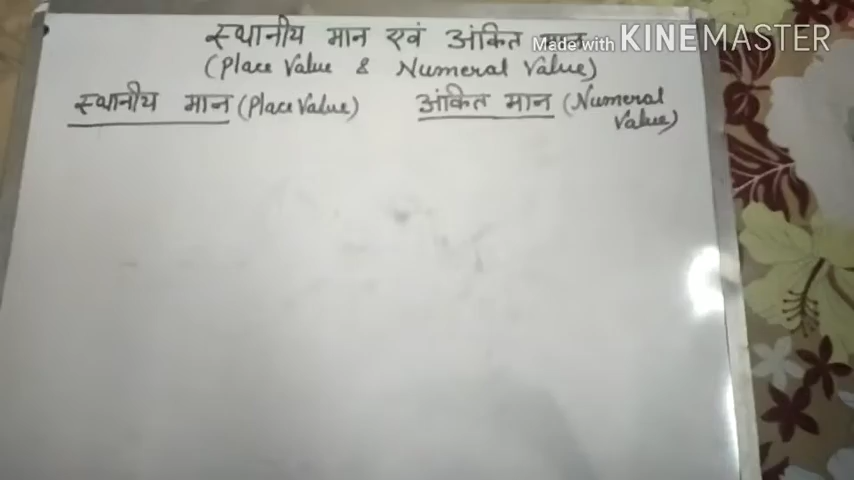 स्थानीय मान एवं अंकित मान
Made with KINEMASTER
(Place Value & Numeral Value)
स्थानीय मान (Place Value) अंकित मान (Numeral
Value)